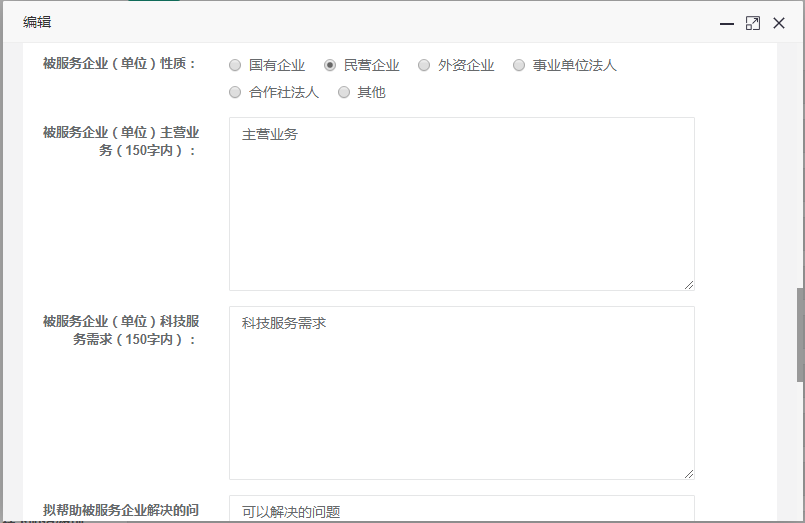 编辑
被服务企业（单位）性质：
国有企业 民营企业 外资企业 事业单位法人
合作社法人 其他
被服务企业（单位）主营业
务（150字内）：
主营业务
被服务企业（单位）科技服
务需求（150字内）：
科技服务需求
拟帮助被服务企业解决的问
可以解决的问题